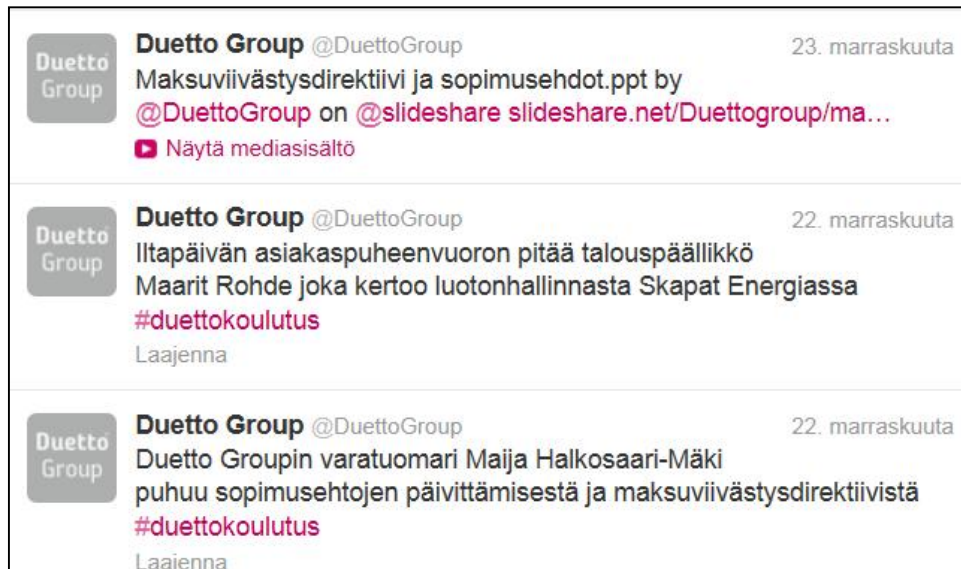 Duetto Group
Duetto Group @DuettoGroup 23. marraskuuta
Maksuviivästysdirektiivi ja sopimusehdot.ppt by
@DuettoGroup on @slideshare slideshare.net/Duettogroup/ma…
Näytä mediasisältö
Duetto Group
Duetto Group @DuettoGroup 22. marraskuuta
Iltapäivän asiakaspuheenvuoron pitää talouspäällikkö
Maarit Rohde joka kertoo luotonhallinnasta Skapat Energiassa
#duettokoulutus
Laajenna
Duetto Group
Duetto Group @DuettoGroup 22. marraskuuta
Duetto Groupin varatuomari Maija Halkosaari-Mäki
puhuu sopimusehtojen päivittämisestä ja maksuviivästysdirektiivistä
#duettokoulutus
Laajenna